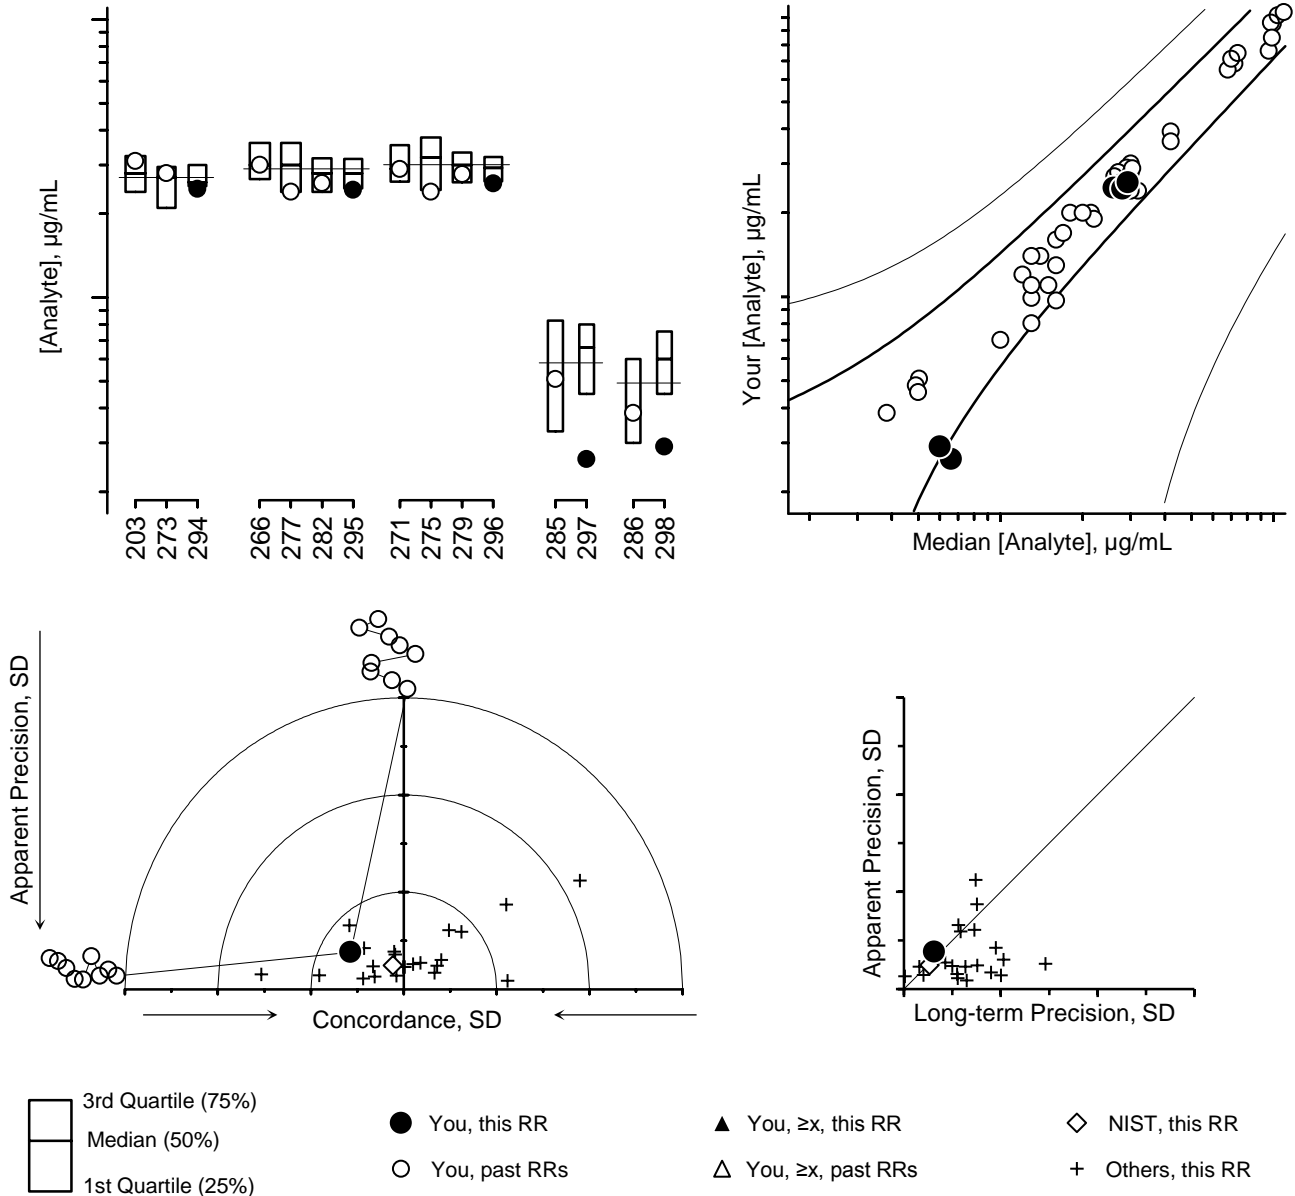 [Analyte], µg/mL
203
273
294
266
277
282
295
271
275
279
296
285
297
286
298
Your [Analyte], µg/mL
Median [Analyte], µg/mL
Apparent Precision, SD
Concordance, SD
Apparent Precision, SD
Long-term Precision, SD
3rd Quartile (75%)
Median (50%)
1st Quartile (25%)
You, this RR
You, past RRs
You, ≥x, this RR
You, ≥x, past RRs
NIST, this RR
Others, this RR